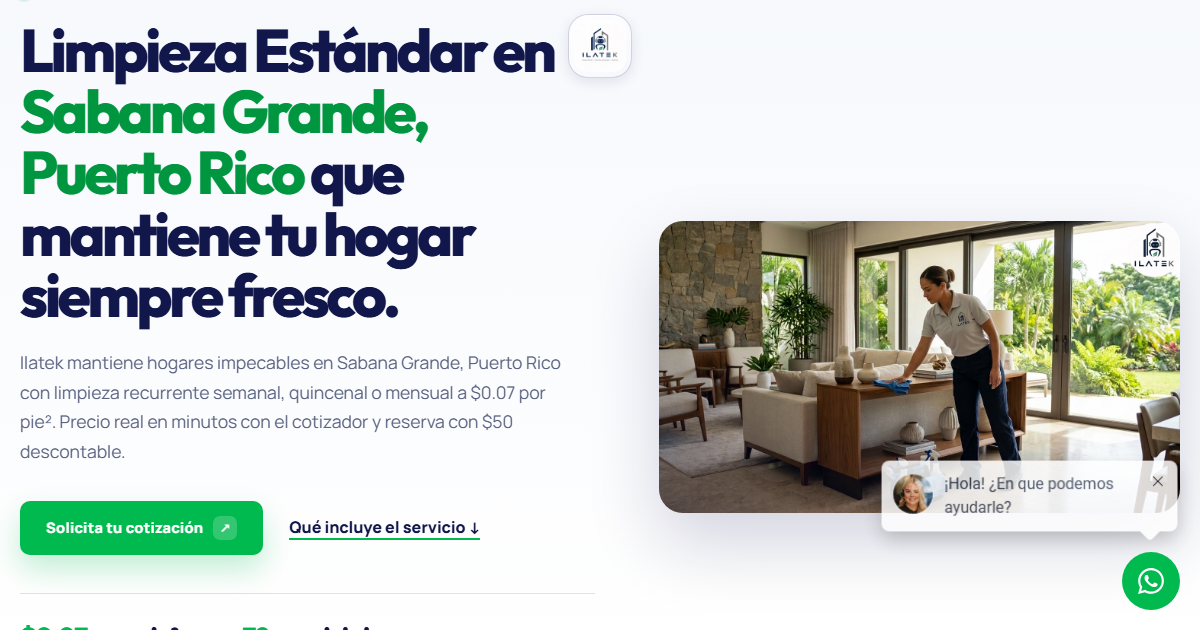 Limpieza Estándar en
Sabana Grande,
Puerto Rico que
mantiene tu hogar
siempre fresco.
ILATEK
Ilatek mantiene hogares impecables en Sabana Grande, Puerto Rico
con limpieza recurrente semanal, quincenal o mensual a $0.07 por
pie². Precio real en minutos con el cotizador y reserva con $50
descontable.
Solicita tu cotización ↗
Qué incluye el servicio ↓
ILATEK
ILATEK
¡Hola! ¿En que podemos
ayudarle?